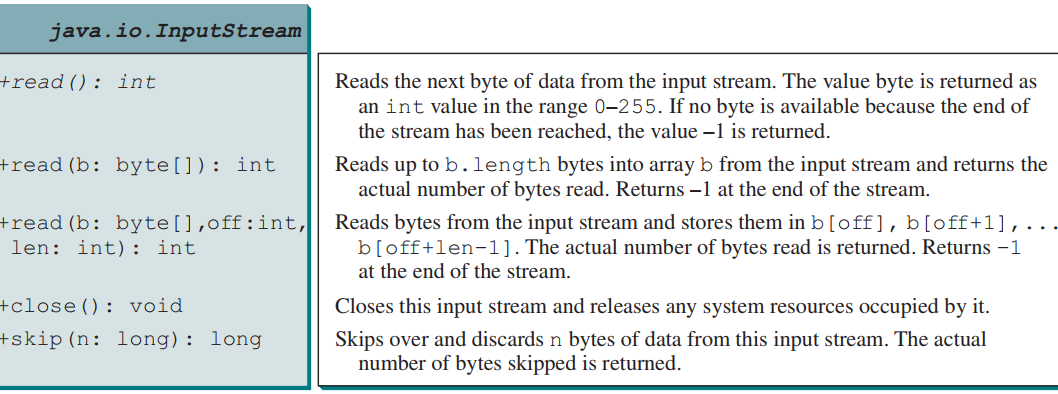 java.io.InputStream
+read(): int
Reads the next byte of data from the input stream. The value byte is returned as
an int value in the range 0–255. If no byte is available because the end of
the stream has been reached, the value –1 is returned.
+read(b: byte[]): int
Reads up to b.length bytes into array b from the input stream and returns the
actual number of bytes read. Returns –1 at the end of the stream.
+read(b: byte[],off:int,
len: int): int
Reads bytes from the input stream and stores them in b[off], b[off+1],...
b[off+len-1]. The actual number of bytes read is returned. Returns -1
at the end of the stream.
+close(): void
Closes this input stream and releases any system resources occupied by it.
+skip(n: long): long
Skips over and discards n bytes of data from this input stream. The actual
number of bytes skipped is returned.